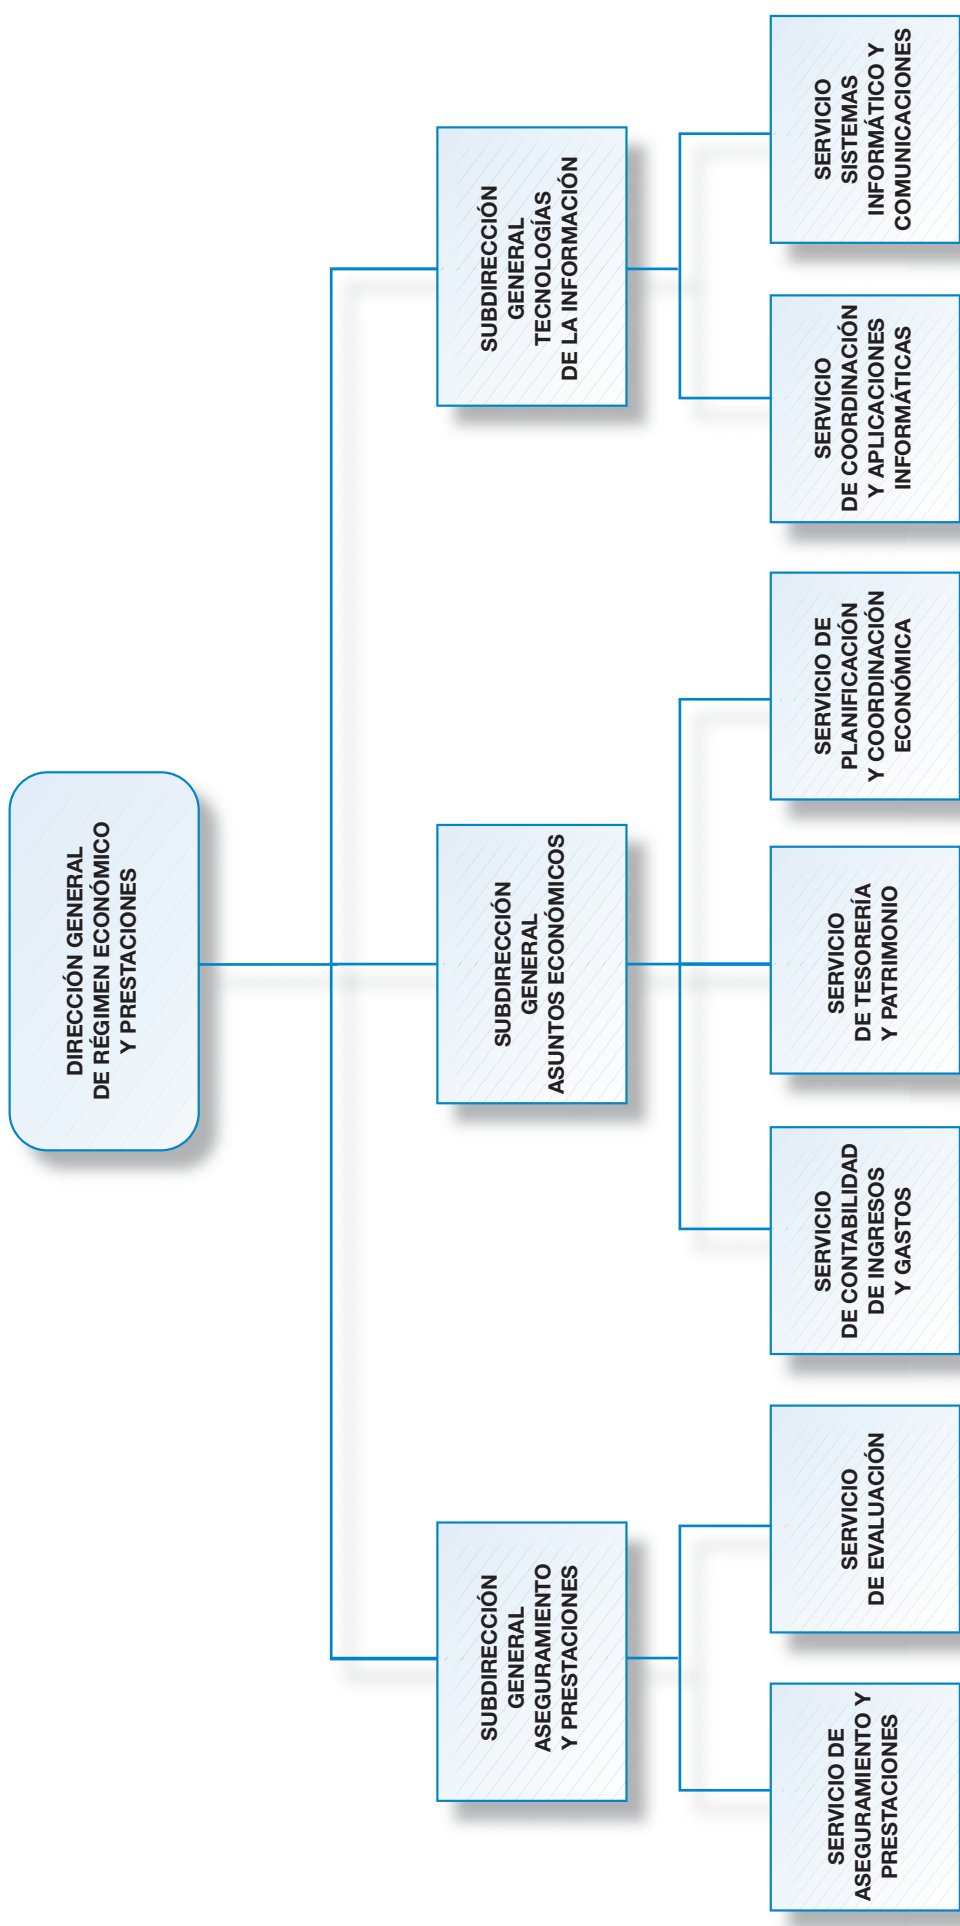 DIRECCIÓN GENERAL
DE RÉGIMEN ECONÓMICO
Y PRESTACIONES
SUBDIRECCIÓN
GENERAL
ASEGURAMIENTO
Y PRESTACIONES
SUBDIRECCIÓN
GENERAL
ASUNTOS ECONÓMICOS
SUBDIRECCIÓN
GENERAL
TECNOLOGÍAS
DE LA INFORMACIÓN
SERVICIO DE
ASEGURAMIENTO Y
PRESTACIONES
SERVICIO
DE EVALUACIÓN
SERVICIO
DE CONTABILIDAD
DE INGRESOS
Y GASTOS
SERVICIO
DE TESORERÍA
Y PATRIMONIO
SERVICIO DE
PLANIFICACIÓN
Y COORDINACIÓN
ECONÓMICA
SERVICIO
DE COORDINACIÓN
Y APLICACIONES
INFORMÁTICAS
SERVICIO
SISTEMAS
INFORMÁTICO Y
COMUNICACIONES